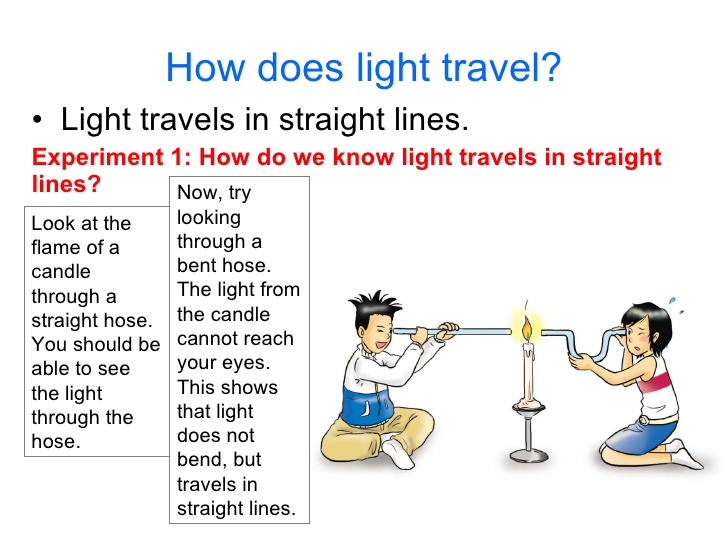 How does light travel?
• Light travels in straight lines.
Experiment 1: How do we know light travels in straight
lines?
Look at the
flame of a
candle
through a
straight hose.
You should be
able to see
the light
through the
hose.
Now, try
looking
through a
bent hose.
The light from
the candle
cannot reach
your eyes.
This shows
that light
does not
bend, but
travels in
straight lines.